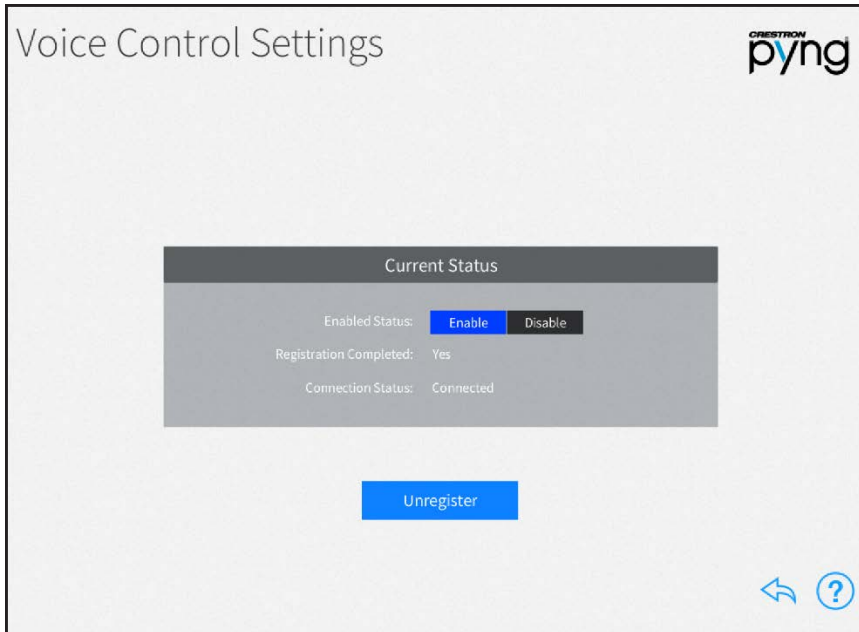 Voice Control Settings
CRESTRON
pyng
Current Status
Enabled Status: Enable Disable
Registration Completed: Yes
Connection Status: Connected
Unregister
?